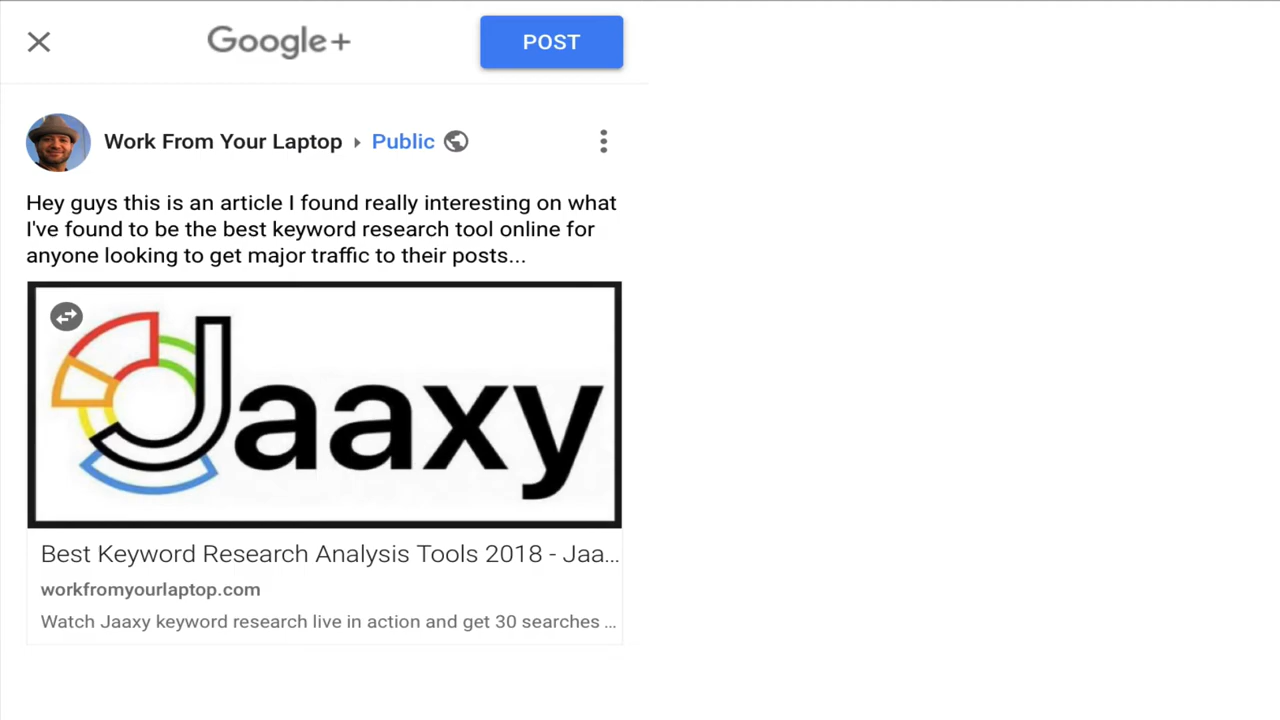 Google+
POST
Work From Your Laptop Public
Hey guys this is an article I found really interesting on what
I've found to be the best keyword research tool online for
anyone looking to get major traffic to their posts...
Jaaxy
Best Keyword Research Analysis Tools 2018 - Jaa...
workfromyourlaptop.com
Watch Jaaxy keyword research live in action and get 30 searches ...